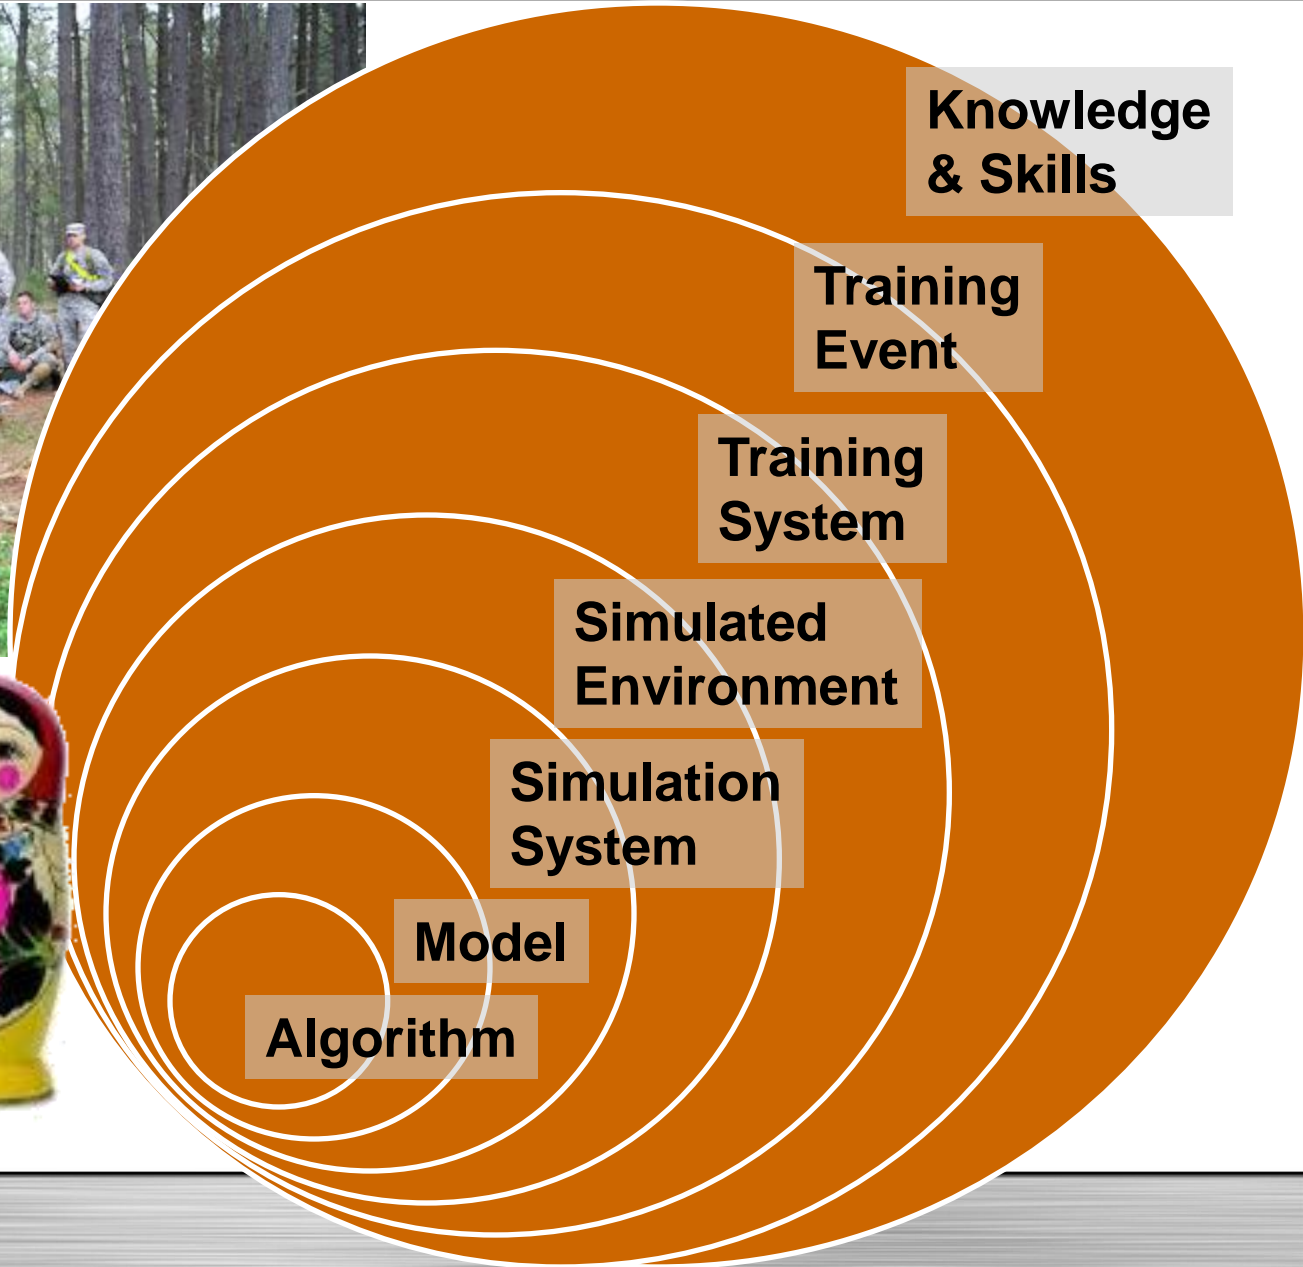 Knowledge
& Skills
Training
Event
Training
System
Simulated
Environment
Simulation
System
Model
Algorithm